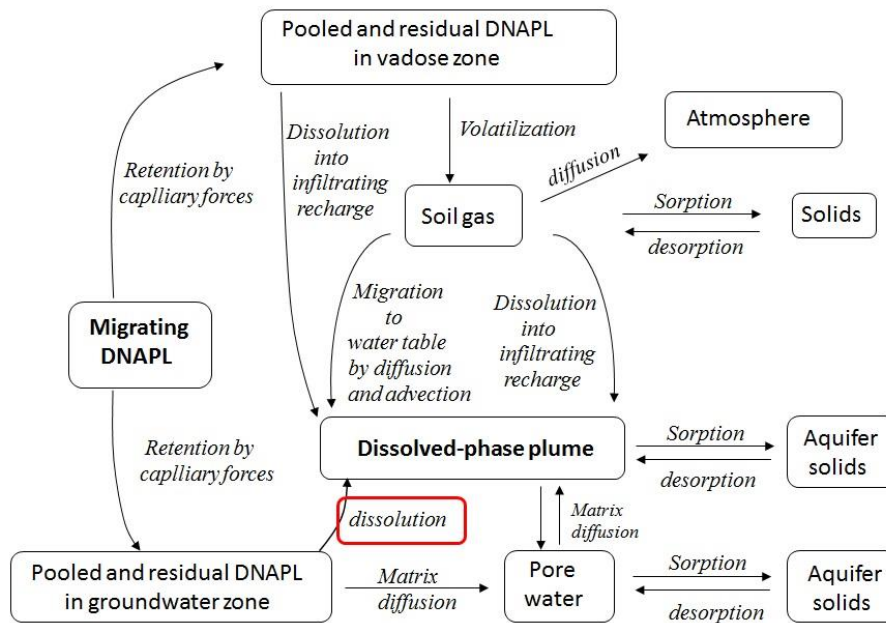 Pooled and residual DNAPL
in vadose zone
Dissolution
into
infiltrating
recharge
Volatilization
Atmosphere
diffusion
Retention by
caplliary forces
Soil gas
Sorption
desorption
Solids
Migration
to
water table
by diffusion
and advection
Dissolution
into
infiltrating
recharge
Migrating
DNAPL
Dissolved-phase plume
Sorption
desorption
Aquifer
solids
Retention by
caplliary forces
dissolution
Matrix
diffusion
Pooled and residual DNAPL
in groundwater zone
Matrix
diffusion
Pore
water
Sorption
desorption
Aquifer
solids